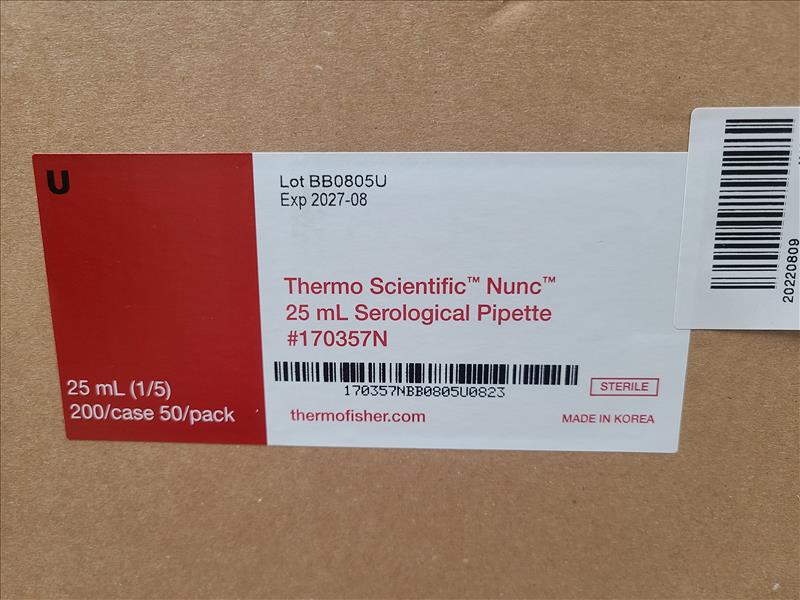 U
Lot BB0805U
Exp 2027-08
Thermo Scientific™ Nunc™
25 mL Serological Pipette
#170357N
170357NBB0805U0823
25 mL (1/5)
200/case 50/pack
thermofisher.com
STERILE
MADE IN KOREA
20220809